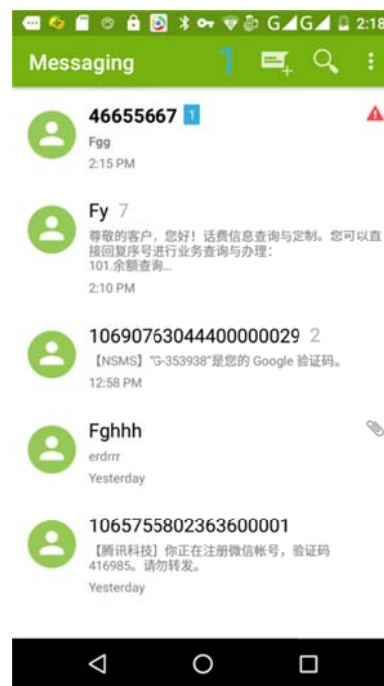 G G 2:18
Messaging 1
46655667 1
Fgg
2:15 PM
Fy 7
尊敬的客户，您好！话费信息查询与定制。您可以直
接回复序号进行业务查询与办理：
101.余额查询...
2:10 PM
10690763044400000029 2
【NSMS】"G-353938"是您的 Google 验证码。
12:58 PM
Fghhh
erdrrr
Yesterday
1065755802363600001
【腾讯科技】你正在注册微信帐号，验证码
416985。请勿转发。
Yesterday